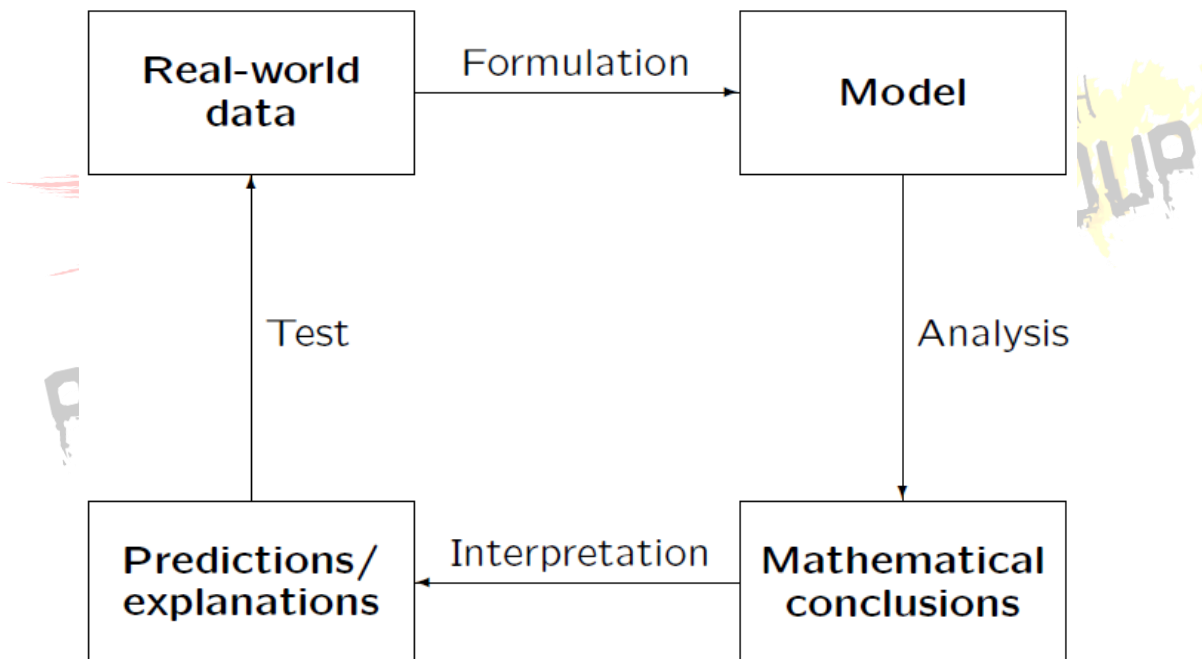 Real-world
data
Formulation
Model
Test
Analysis
Predictions/
explanations
Interpretation
Mathematical
conclusions